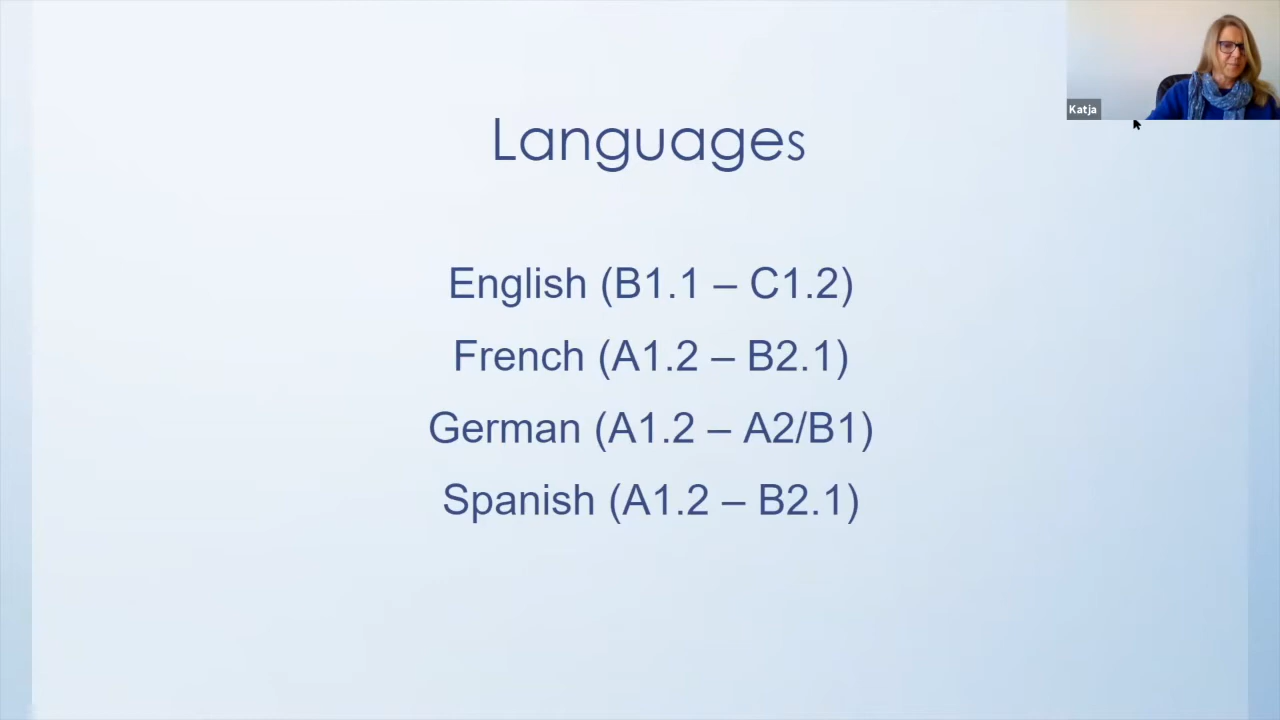 Katja
Languages
English (B1.1 – C1.2)
French (A1.2 – B2.1)
German (A1.2 – A2/B1)
Spanish (A1.2 – B2.1)